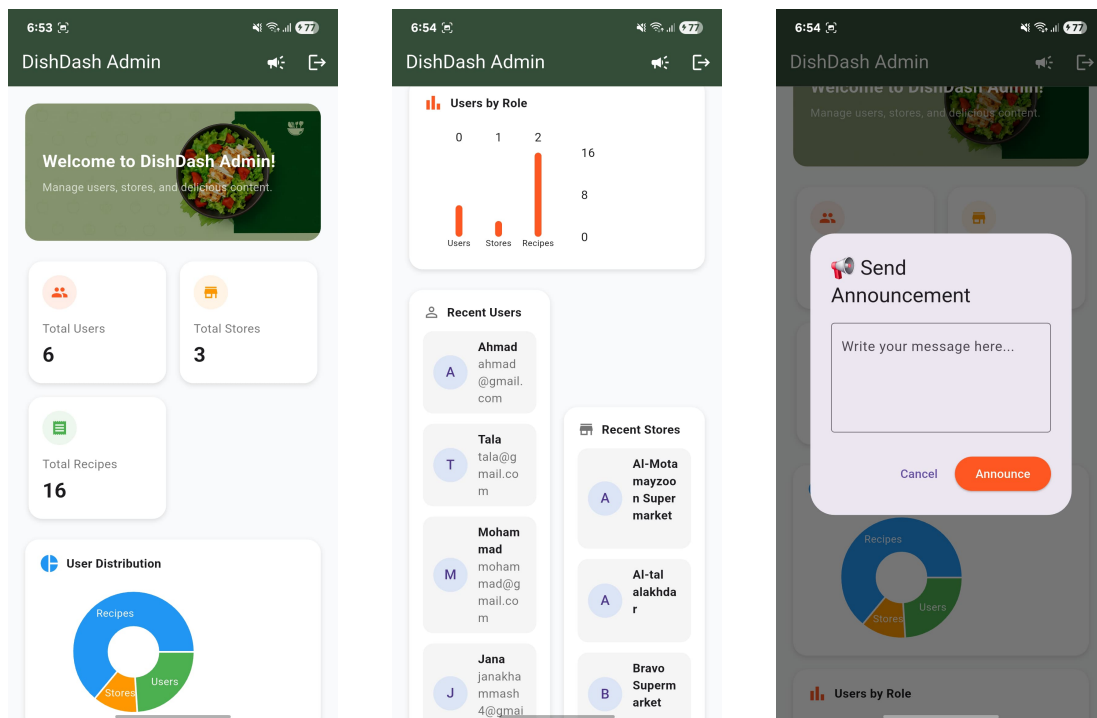 6:53
77
DishDash Admin
Welcome to DishDash Admin!
Manage users, stores, and delicious content.
Total Users
6
Total Stores
3
Total Recipes
16
User Distribution
Recipes
Stores
Users
6:54
77
DishDash Admin
Users by Role
0 1 2
16
8
0
Users Stores Recipes
Recent Users
A
Ahmad
ahmad
@gmail.
com
T
Tala
tala@g
mail.co
m
M
Moham
mad
moham
mad@g
mail.co
m
J
Jana
janakha
mmash
4@gmai
Recent Stores
A
Al-Mota
mayzoo
n Super
market
A
Al-tal
alakhda
r
B
Bravo
Superm
arket
6:54
77
DishDash Admin
Welcome to DishDash Admin!
Manage users, stores, and delicious content.
Send
Announcement
Write your message here...
Cancel
Announce
Recipes
Stores
Users
Users by Role